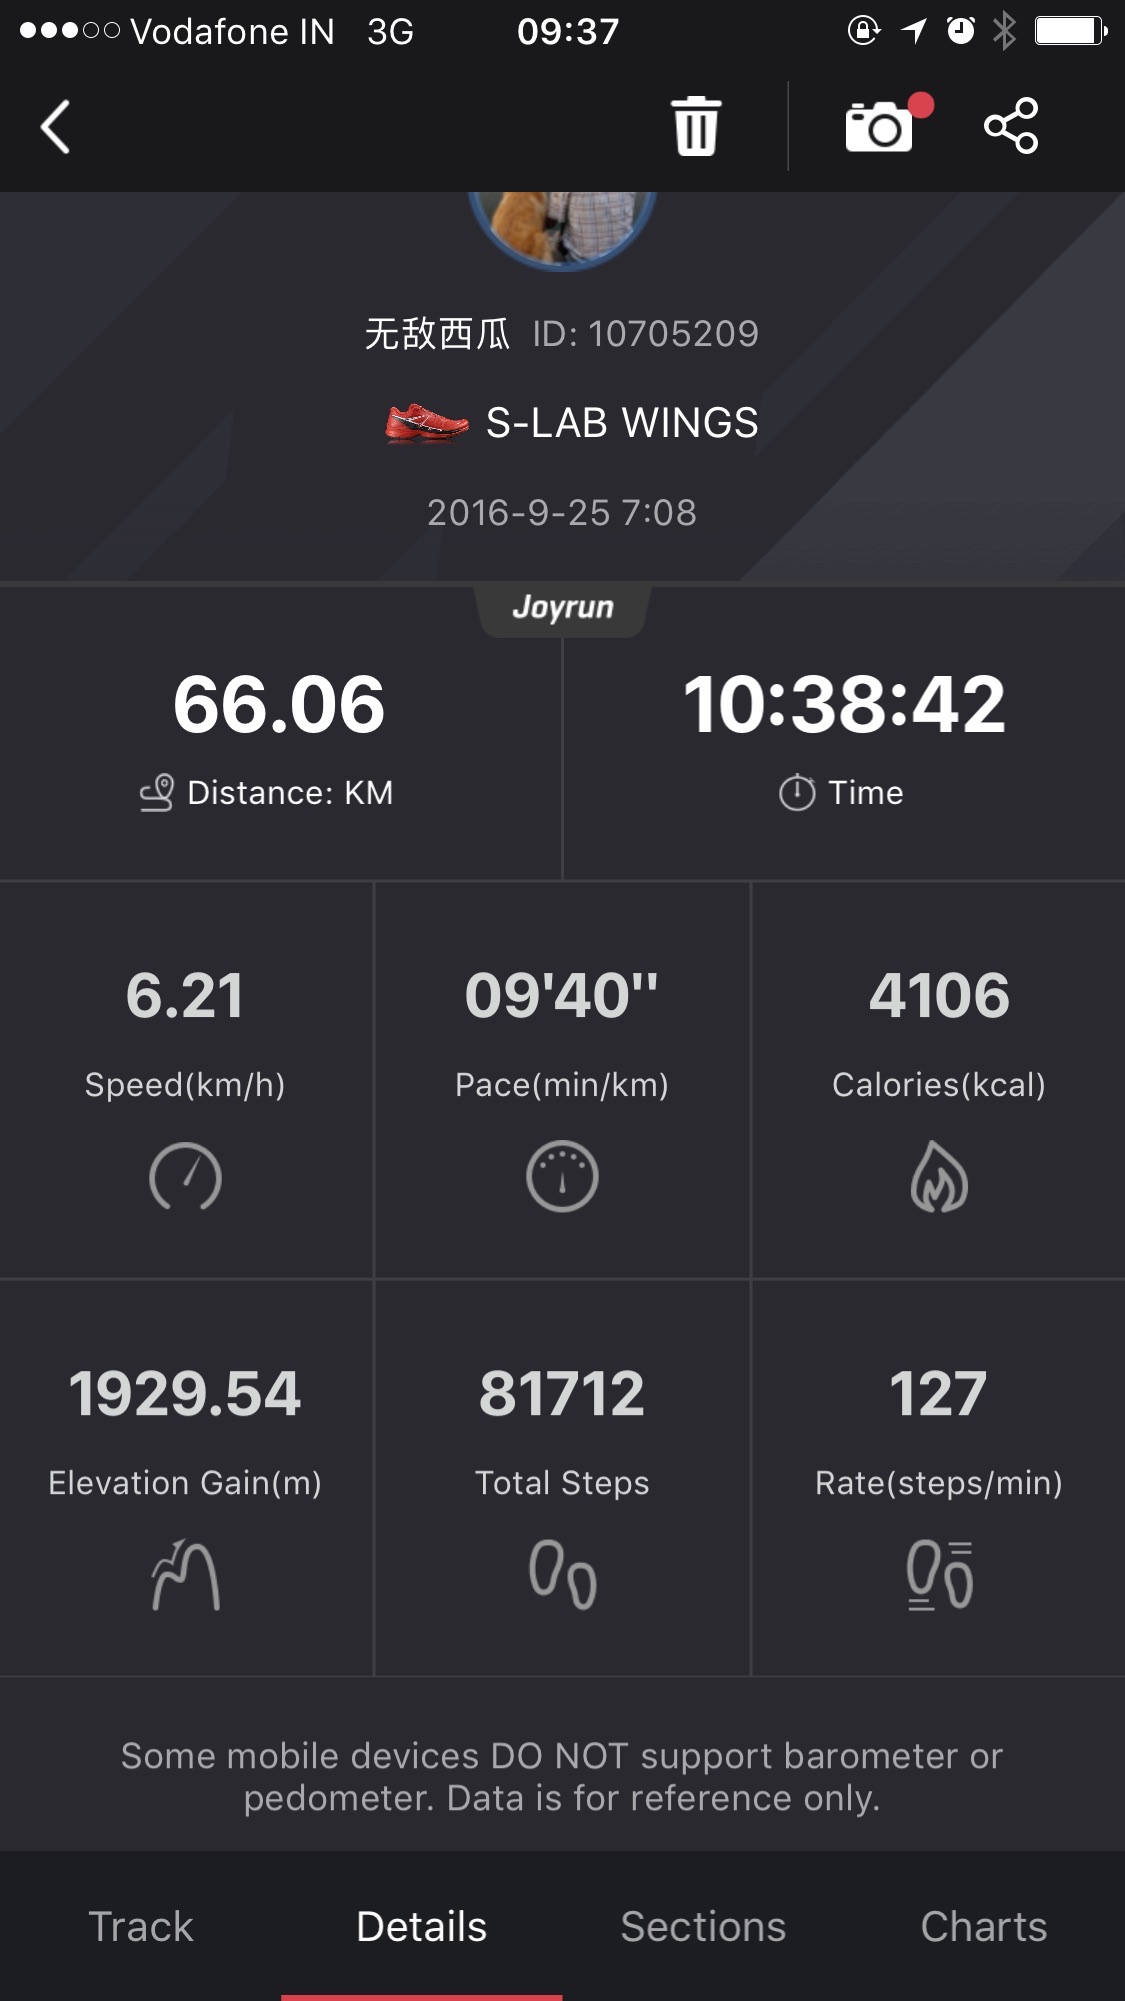 Vodafone IN 3G 09:37
无敌西瓜 ID: 10705209
S-LAB WINGS
2016-9-25 7:08
Joyrun
66.06 10:38:42
Distance: KM Time
6.21 09'40'' 4106
Speed(km/h) Pace(min/km) Calories(kcal)
1929.54 81712 127
Elevation Gain(m) Total Steps Rate(steps/min)
Some mobile devices DO NOT support barometer or
pedometer. Data is for reference only.
Track Details Sections Charts